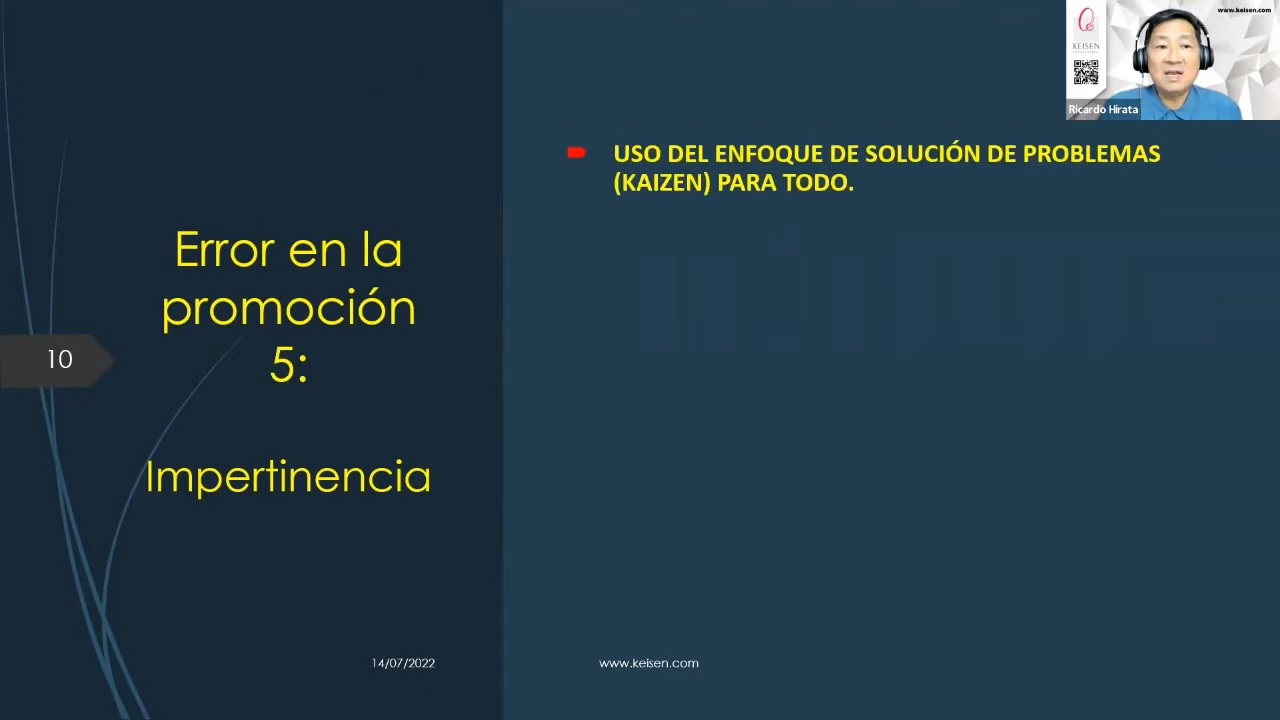 www.keisen.com
KEISEN
Ricardo Hirata
USO DEL ENFOQUE DE SOLUCIÓN DE PROBLEMAS
(KAIZEN) PARA TODO.
Error en la
promoción
5:
Impertinencia
10
14/07/2022
www.keisen.com